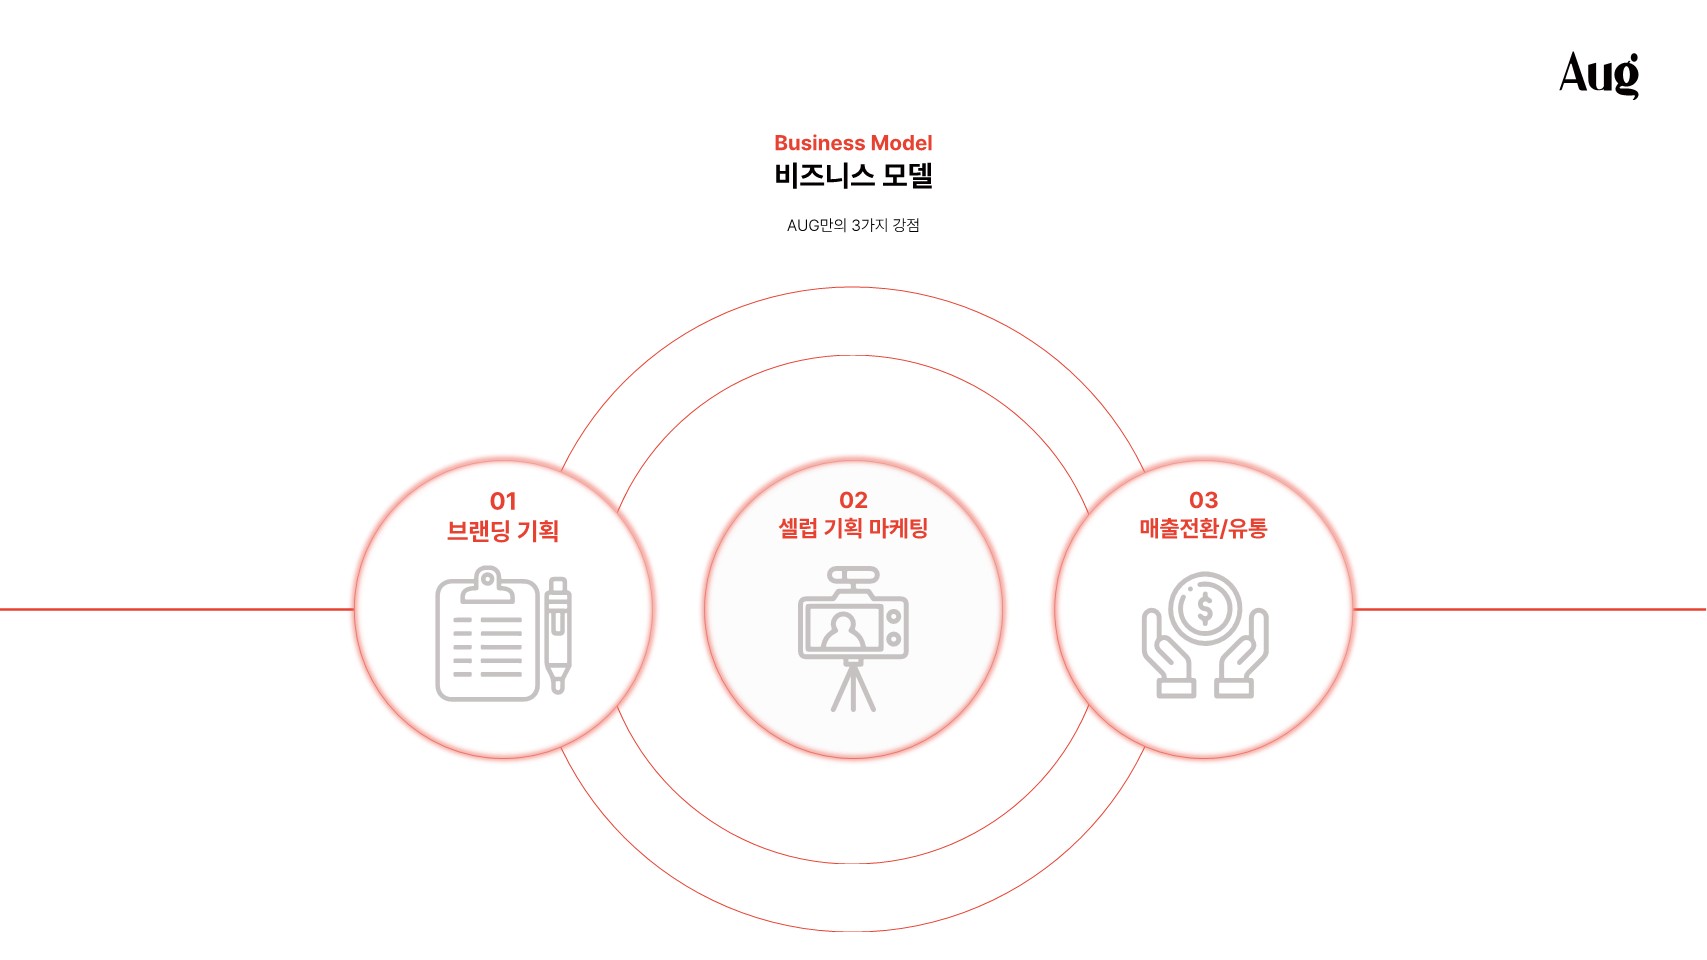 Aug
Business Model
비즈니스 모델
AUG만의 3가지 강점
01
브랜딩 기획
02
셀럽 기획 마케팅
03
매출전환/유통
$